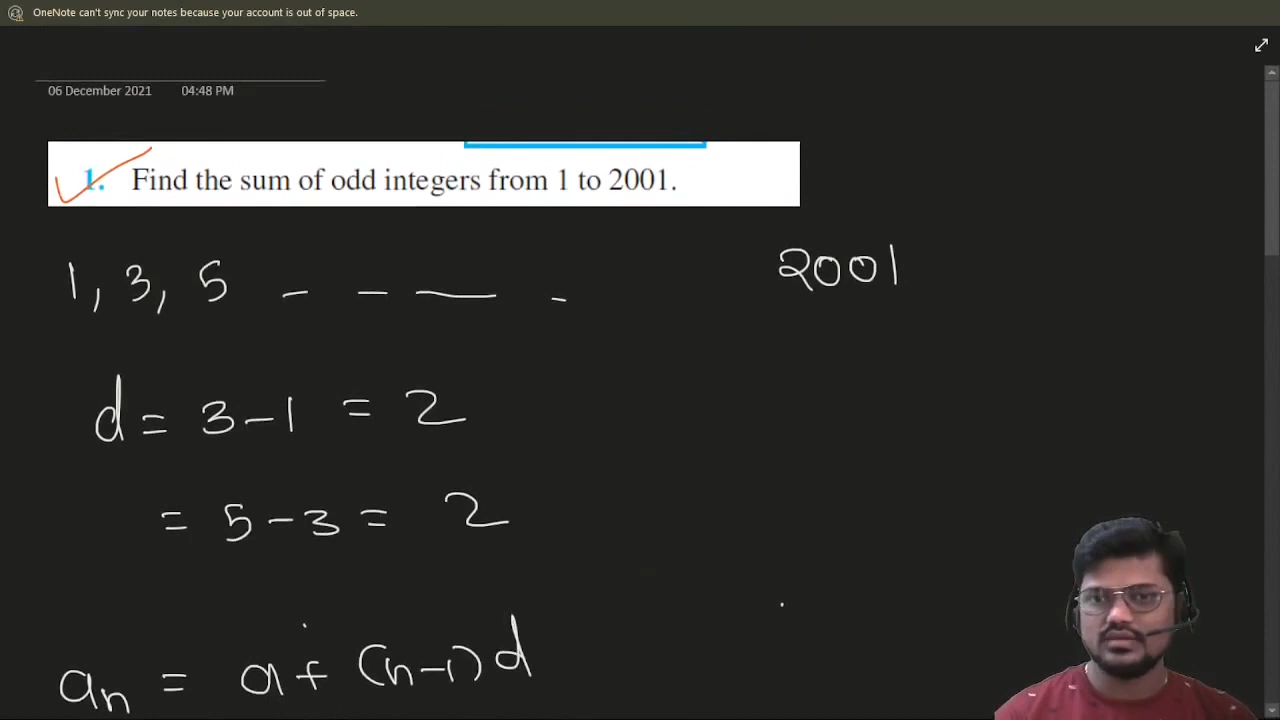 OneNote can't sync your notes because your account is out of space.
06 December 2021 04:48 PM
1. Find the sum of odd integers from 1 to 2001.
1, 3, 5 - - — - 2001
d = 3 - 1 = 2
= 5 - 3 = 2
an = a + (n-1) d